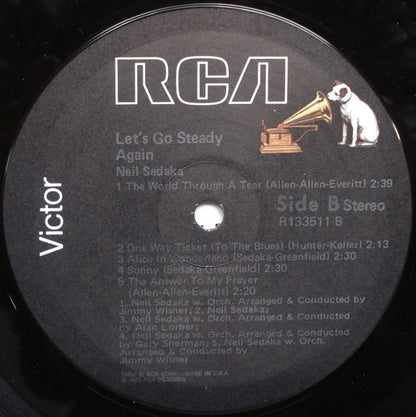 RCA
Victor
Let's Go Steady
Again
Neil Sedaka
1 The World Through A Tear (Allen-Allen-Everitt) 2:39
Side B Stereo
R133511-B
2 One Way Ticket (To The Blues) (Hunter-Keller) 2:13
3 Alice In Wonderland (Sedaka-Greenfield) 2:30
4 Sunny (Sedaka-Greenfield) 2:30
5 The Answer To My Prayer
(Allen-Allen-Everitt) 2:20
1. Neil Sedaka w. Orch. Arranged & Conducted by
Jimmy Wisner; 2. Neil Sedaka;
3. Neil Sedaka w. Orch. Arranged & Conducted
by Alan Lorber;
4. Neil Sedaka w. Orch. Arranged & Conducted
by Gary Sherman; 5. Neil Sedaka w. Orch.
Arranged & Conducted by
Jimmy Wisner
RCA CORP.—MADE IN U.S.A.
RCA RECORDS